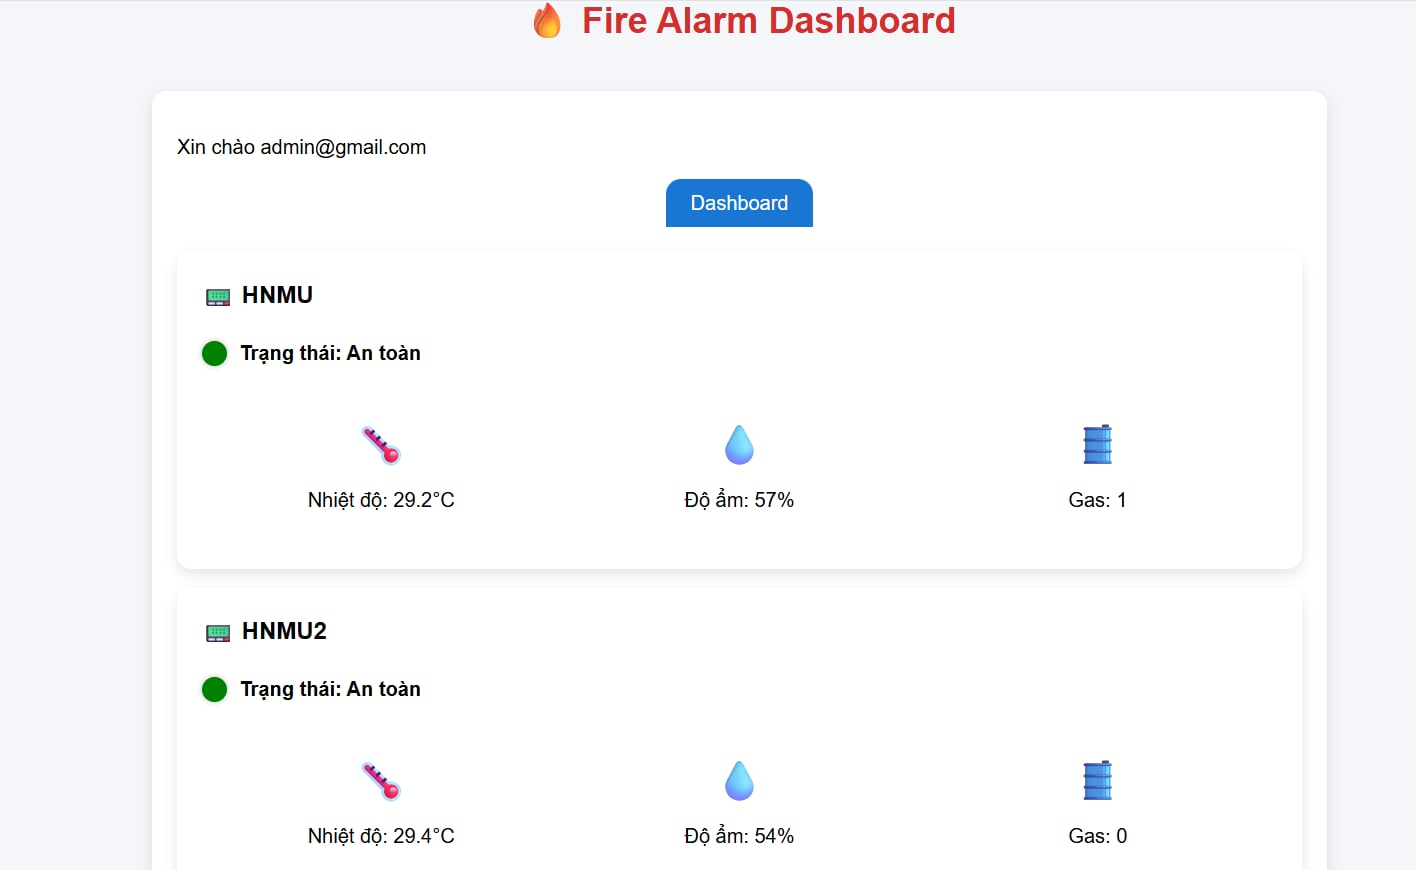 Fire Alarm Dashboard
Xin chào admin@gmail.com
Dashboard
HNMU
Trạng thái: An toàn
Nhiệt độ: 29.2°C
Độ ẩm: 57%
Gas: 1
HNMU2
Trạng thái: An toàn
Nhiệt độ: 29.4°C
Độ ẩm: 54%
Gas: 0